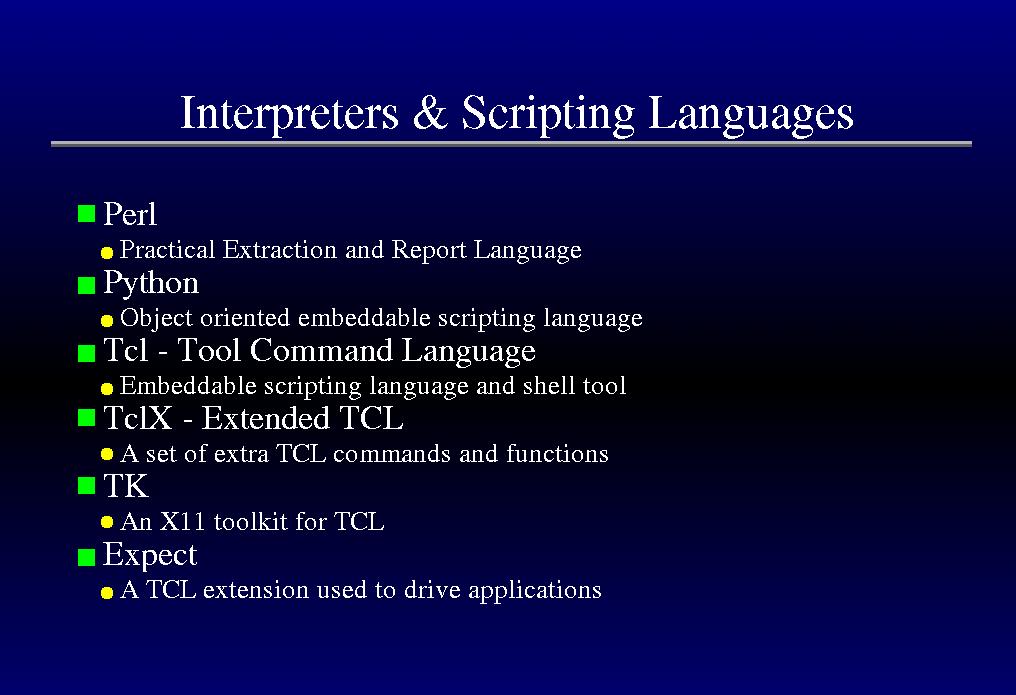 Interpreters & Scripting Languages
Perl
Practical Extraction and Report Language
Python
Object oriented embeddable scripting language
Tcl - Tool Command Language
Embeddable scripting language and shell tool
TclX - Extended TCL
A set of extra TCL commands and functions
TK
An X11 toolkit for TCL
Expect
A TCL extension used to drive applications